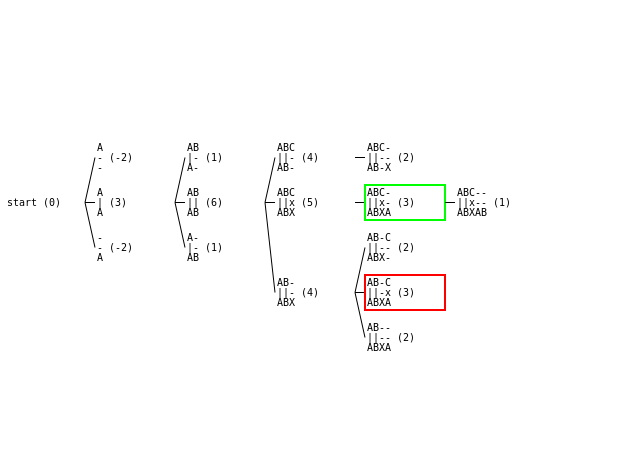 start (0)
A
- (-2)
-
A
| (3)
A
-
- (-2)
A
AB
|- (1)
A-
AB
|| (6)
AB
A-
|- (1)
AB
ABC
||- (4)
AB-
ABC
||x (5)
ABX
AB-
||- (4)
ABX
ABC-
||-- (2)
AB-X
ABC-
||x- (3)
ABXA
AB-C
||-- (2)
ABX-
AB-C
||-x (3)
ABXA
AB--
||-- (2)
ABXA
ABC--
||x-- (1)
ABXAB